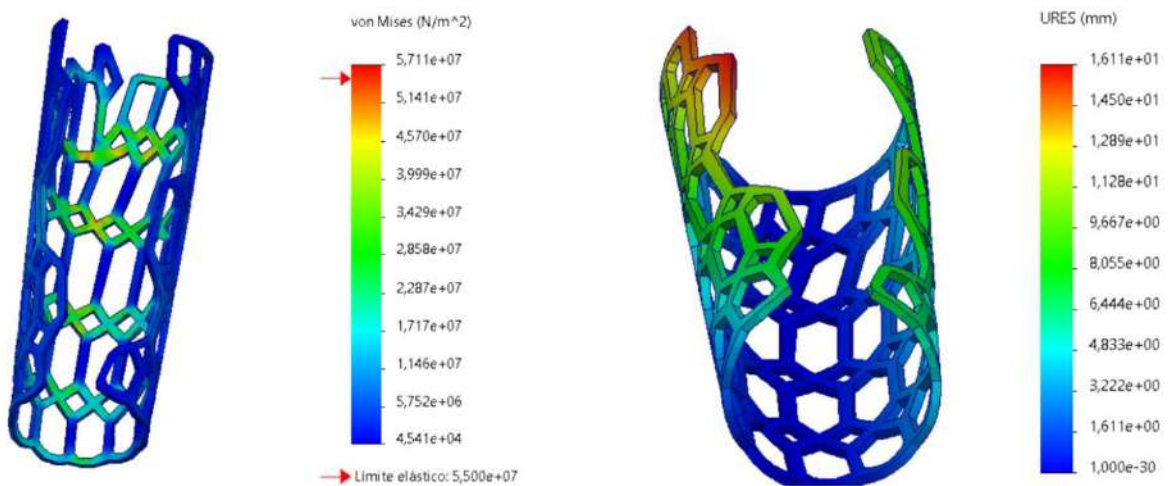 von Mises (N/m^2)
5,711e+07
5,141e+07
4,570e+07
3,999e+07
3,429e+07
2,858e+07
2,287e+07
1,717e+07
1,146e+07
5,752e+06
4,541e+04
Límite elástico: 5,500e+07
URES (mm)
1,611e+01
1,450e+01
1,289e+01
1,128e+01
9,667e+00
8,055e+00
6,444e+00
4,833e+00
3,222e+00
1,611e+00
1,000e-30